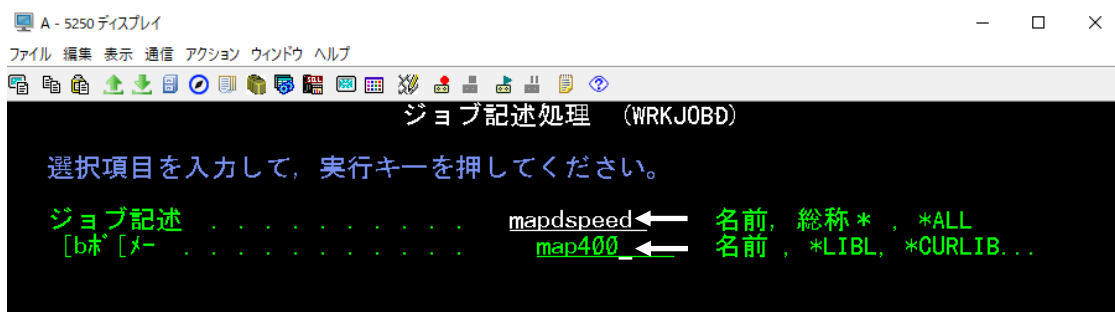 A - 5250 ディスプレイ
ファイル 編集 表示 通信 アクション ウィンドウ ヘルプ
ジョブ記述処理 (WRKJOBD)
選択項目を入力して, 実行キーを押してください。
ジョブ記述 . . . . . . . . . . mapdspeed 名前, 総称* , *ALL
[bホ゛[メー . . . . . . . . . . . map400_ 名前 , *LIBL, *CURLIB...